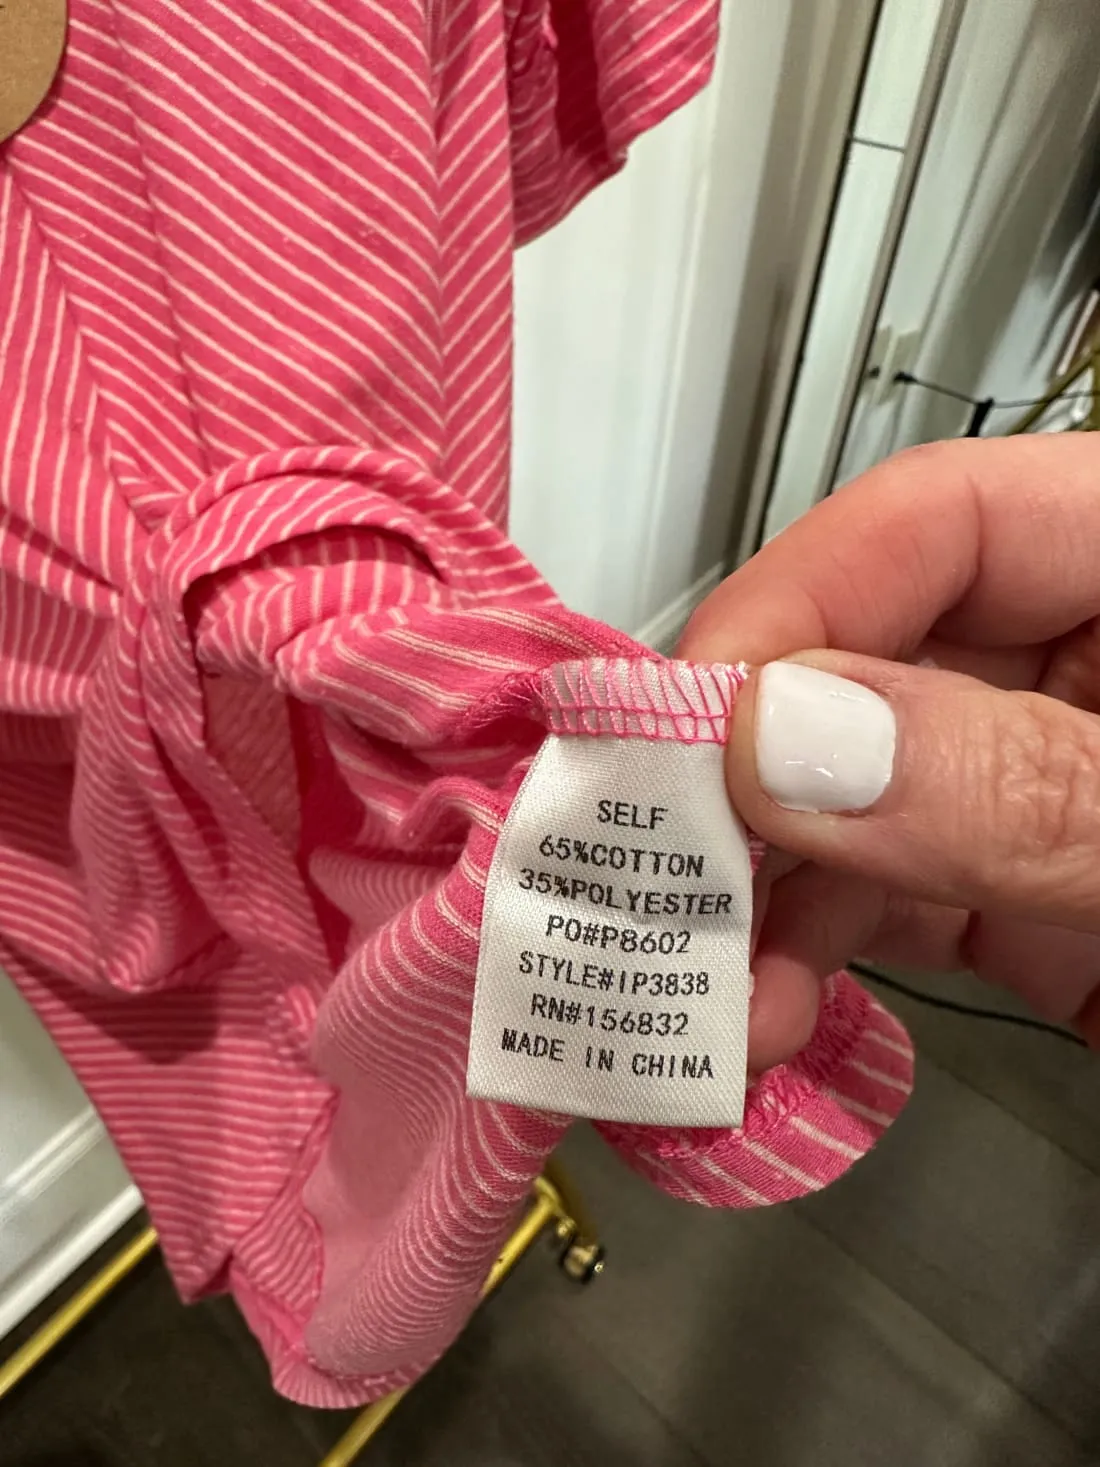 SELF
65%COTTON
35%POLYESTER
PO#P8602
STYLE#IP3838
RN#156832
MADE IN CHINA